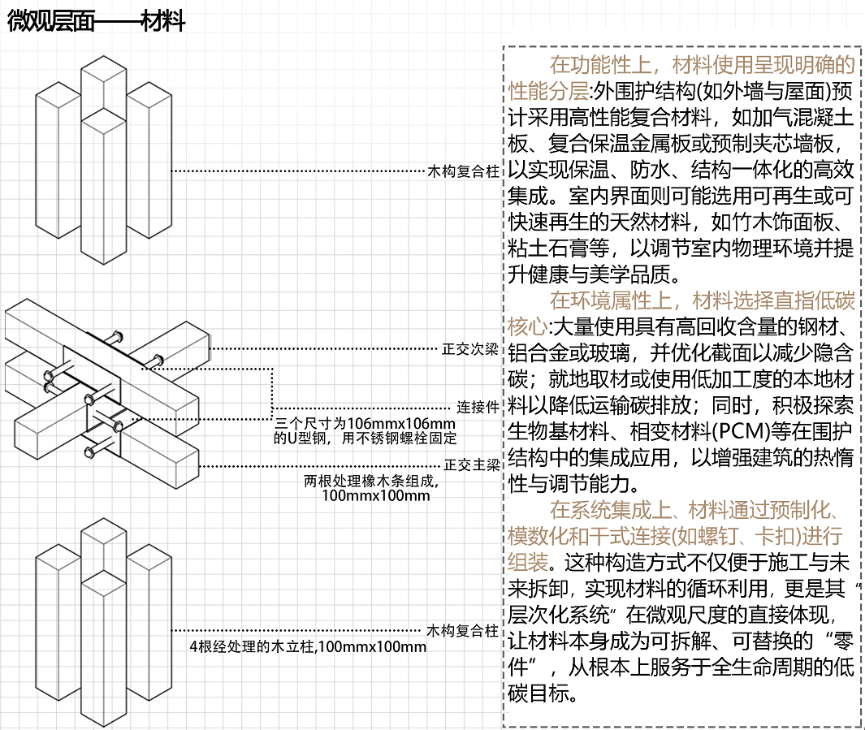 微观层面——材料
木构复合柱
正交次梁
连接件
三个尺寸为106mmx106mm
的U型钢，用不锈钢螺栓固定
正交主梁
两根处理橡木条组成,
100mmx100mm
木构复合柱
4根经处理的木立柱,100mmx100mm
在功能性上，材料使用呈现明确的
性能分层:外围护结构(如外墙与屋面)预
计采用高性能复合材料，如加气混凝土
板、复合保温金属板或预制夹芯墙板，
以实现保温、防水、结构一体化的高效
集成。室内界面则可能选用可再生或可
快速再生的天然材料，如竹木饰面板、
粘土石膏等，以调节室内物理环境并提
升健康与美学品质。
在环境属性上，材料选择直指低碳
核心:大量使用具有高回收含量的钢材、
铝合金或玻璃，并优化截面以减少隐含
碳；就地取材或使用低加工度的本地材
料以降低运输碳排放；同时，积极探索
生物基材料、相变材料(PCM)等在围护
结构中的集成应用，以增强建筑的热惰
性与调节能力。
在系统集成上、材料通过预制化、
模数化和干式连接(如螺钉、卡扣)进行
组装。这种构造方式不仅便于施工与未
来拆卸，实现材料的循环利用，更是其“
层次化系统”在微观尺度的直接体现，
让材料本身成为可拆解、可替换的“零
件”，从根本上服务于全生命周期的低
碳目标。